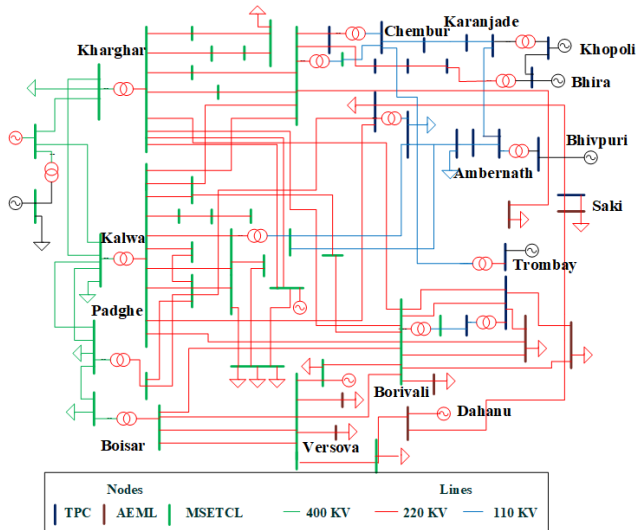 Chembur
Karanjade
Kharghar
Khopoli
Bhira
Bhivpuri
Ambernath
Saki
Kalwa
Trombay
Padghe
Borivali
Dahanu
Boisar
Versova
Nodes
Lines
TPC
AEML
MSETCL
400 KV
220 KV
110 KV